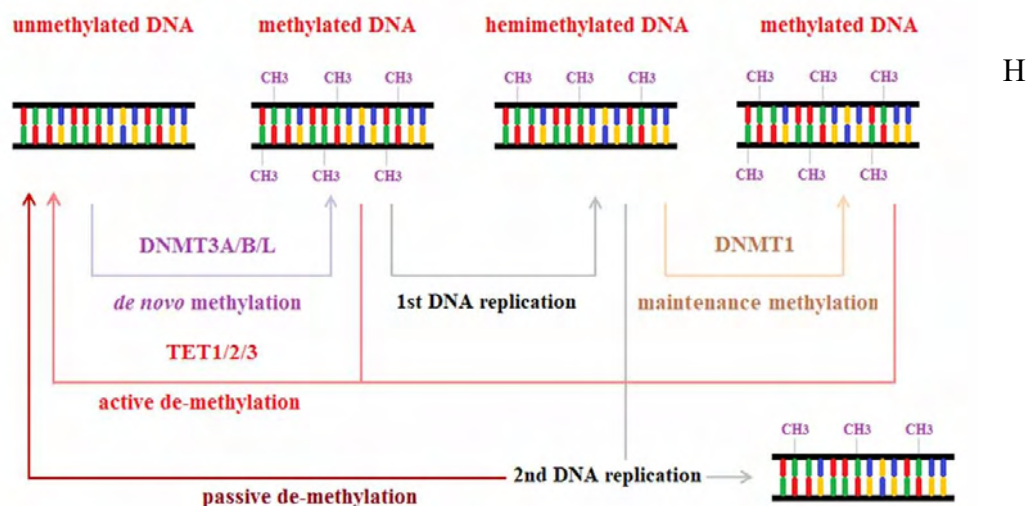 unmethylated DNA methylated DNA hemimethylated DNA methylated DNA
H
CH3 CH3 CH3 CH3 CH3 CH3 CH3 CH3 CH3
CH3 CH3 CH3 CH3 CH3 CH3
DNMT3A/B/L
DNMT1
de novo methylation
1st DNA replication
maintenance methylation
TET1/2/3
active de-methylation
CH3 CH3 CH3
2nd DNA replication
passive de-methylation